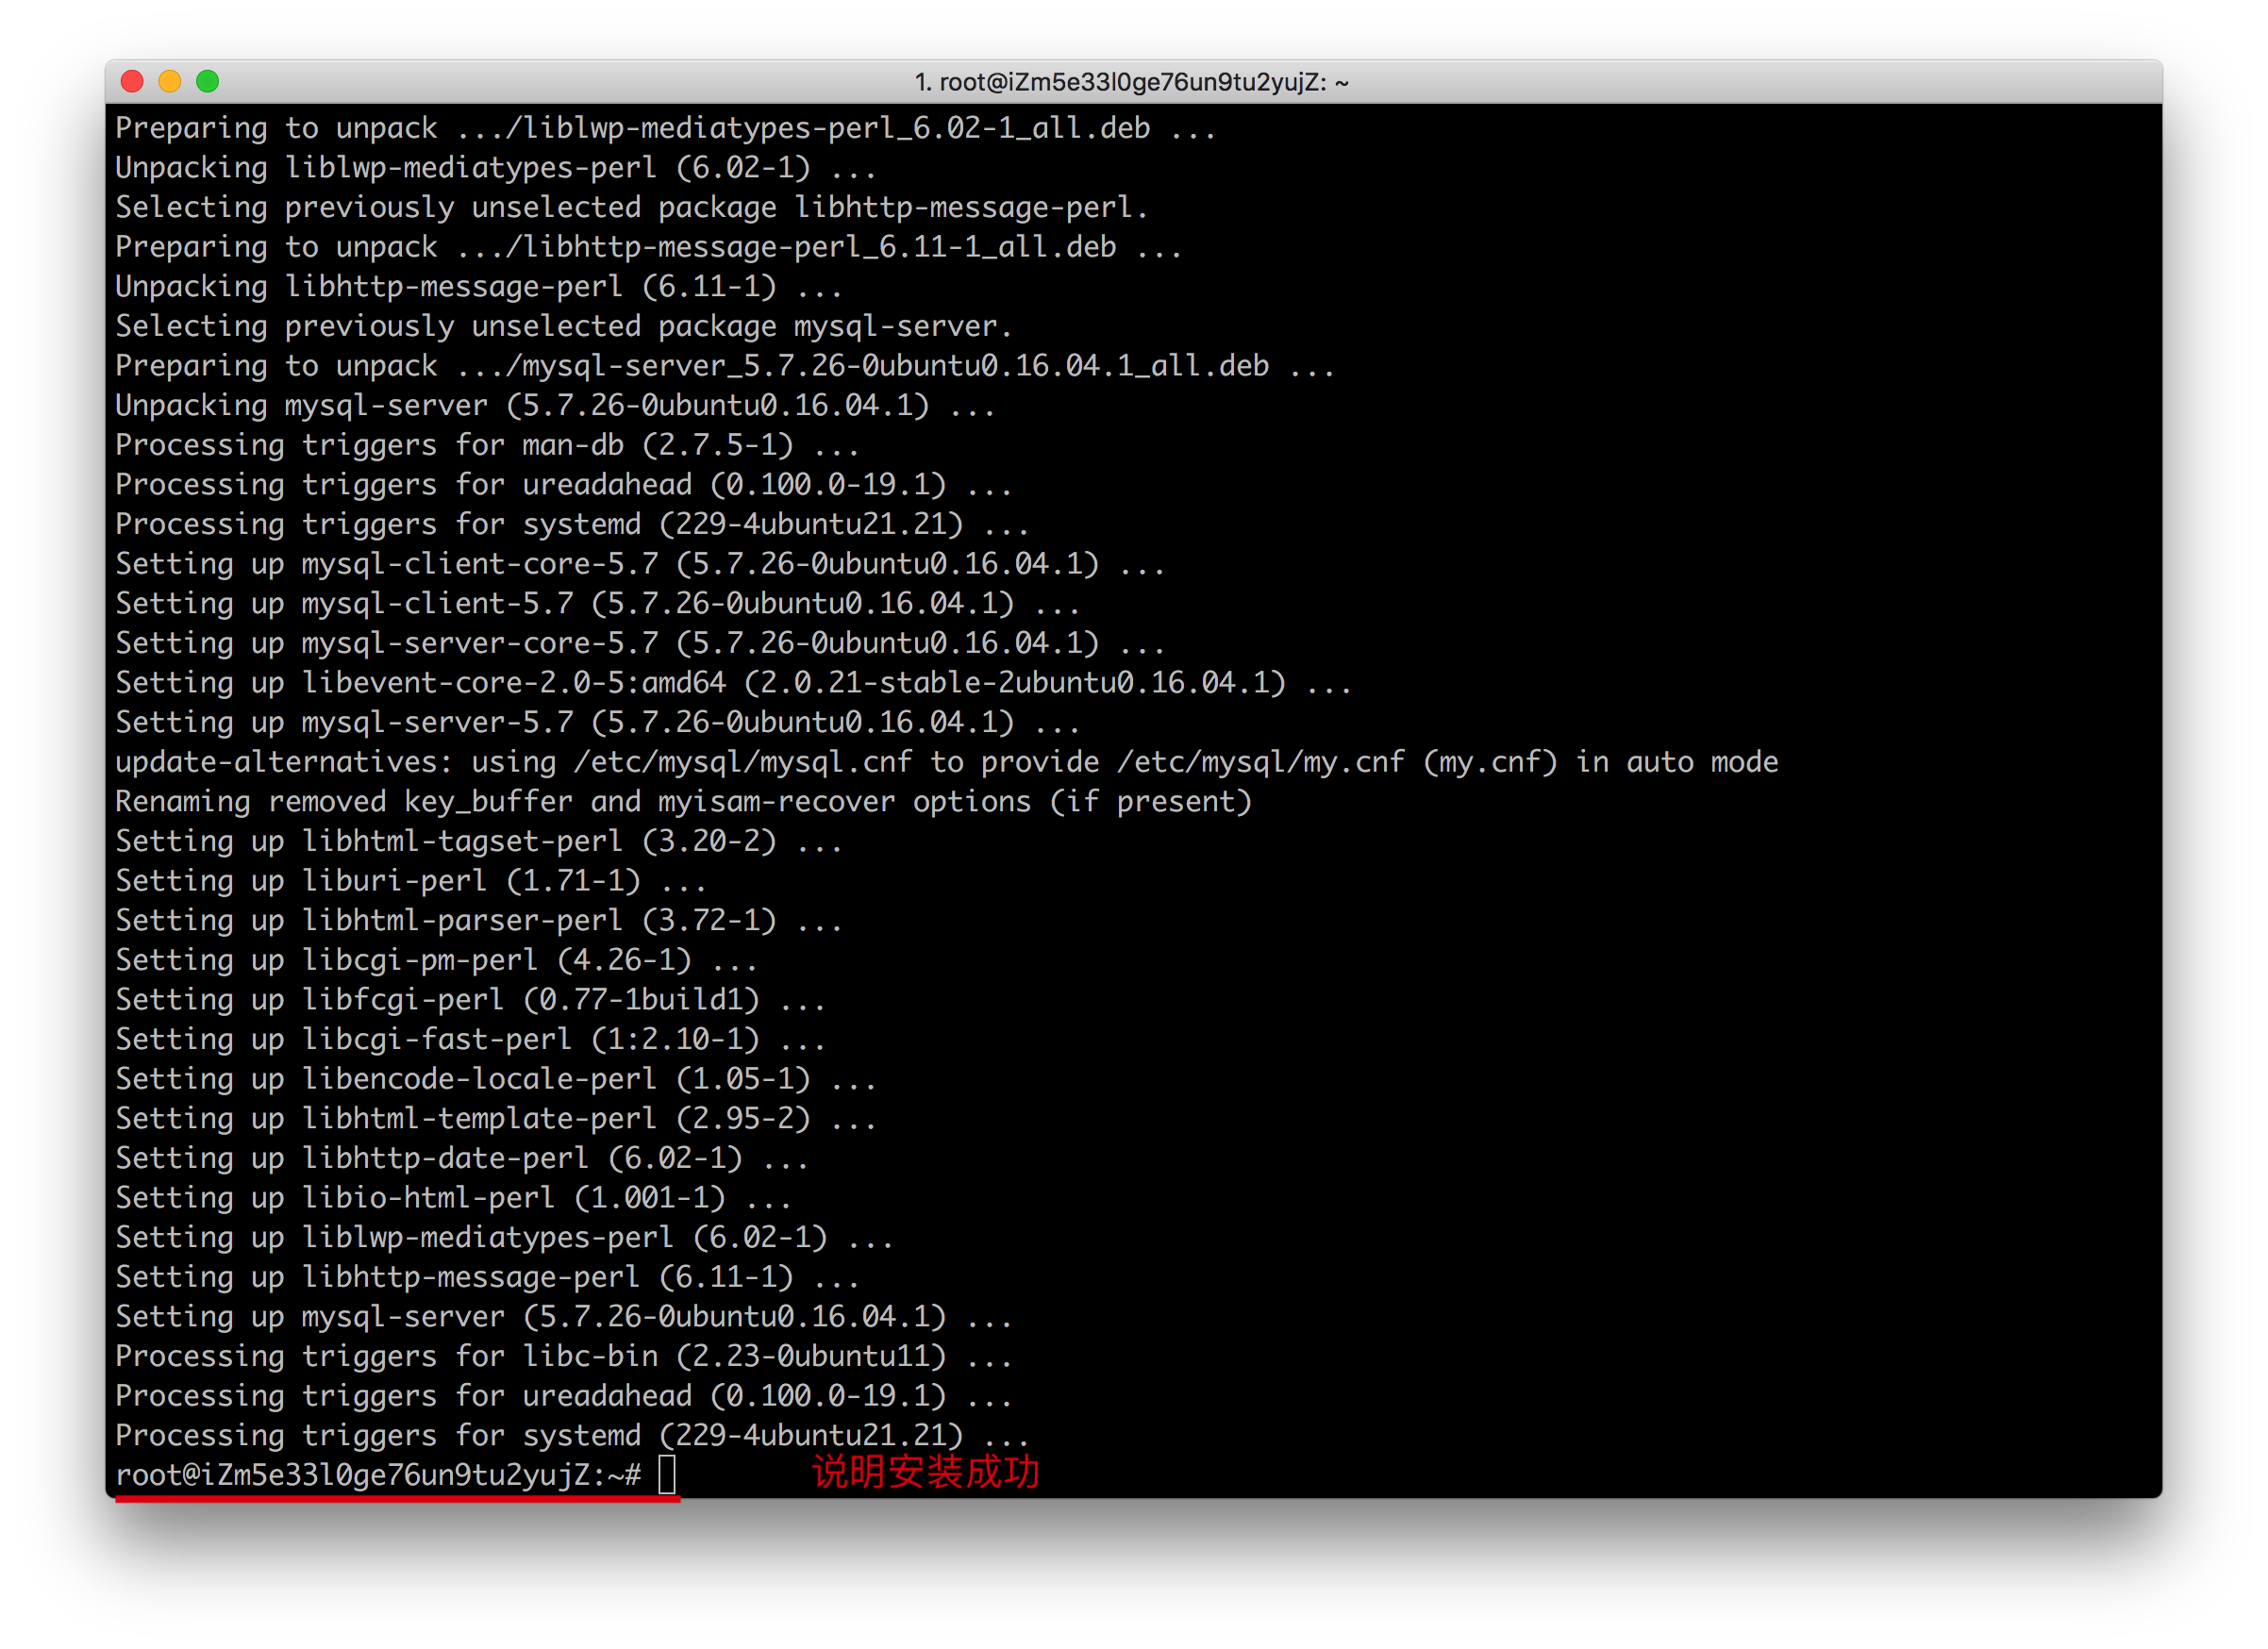 1. root@iZm5e33l0ge76un9tu2yujZ: ~
Preparing to unpack .../liblwp-mediatypes-perl_6.02-1_all.deb ...
Unpacking liblwp-mediatypes-perl (6.02-1) ...
Selecting previously unselected package libhttp-message-perl.
Preparing to unpack .../libhttp-message-perl_6.11-1_all.deb ...
Unpacking libhttp-message-perl (6.11-1) ...
Selecting previously unselected package mysql-server.
Preparing to unpack .../mysql-server_5.7.26-0ubuntu0.16.04.1_all.deb ...
Unpacking mysql-server (5.7.26-0ubuntu0.16.04.1) ...
Processing triggers for man-db (2.7.5-1) ...
Processing triggers for ureadahead (0.100.0-19.1) ...
Processing triggers for systemd (229-4ubuntu21.21) ...
Setting up mysql-client-core-5.7 (5.7.26-0ubuntu0.16.04.1) ...
Setting up mysql-client-5.7 (5.7.26-0ubuntu0.16.04.1) ...
Setting up mysql-server-core-5.7 (5.7.26-0ubuntu0.16.04.1) ...
Setting up libevent-core-2.0-5:amd64 (2.0.21-stable-2ubuntu0.16.04.1) ...
Setting up mysql-server-5.7 (5.7.26-0ubuntu0.16.04.1) ...
update-alternatives: using /etc/mysql/mysql.cnf to provide /etc/mysql/my.cnf (my.cnf) in auto mode
Renaming removed key_buffer and myisam-recover options (if present)
Setting up libhtml-tagset-perl (3.20-2) ...
Setting up liburi-perl (1.71-1) ...
Setting up libhtml-parser-perl (3.72-1) ...
Setting up libcgi-pm-perl (4.26-1) ...
Setting up libfcgi-perl (0.77-1build1) ...
Setting up libcgi-fast-perl (1:2.10-1) ...
Setting up libencode-locale-perl (1.05-1) ...
Setting up libhtml-template-perl (2.95-2) ...
Setting up libhttp-date-perl (6.02-1) ...
Setting up libio-html-perl (1.001-1) ...
Setting up liblwp-mediatypes-perl (6.02-1) ...
Setting up libhttp-message-perl (6.11-1) ...
Setting up mysql-server (5.7.26-0ubuntu0.16.04.1) ...
Processing triggers for libc-bin (2.23-0ubuntu11) ...
Processing triggers for ureadahead (0.100.0-19.1) ...
Processing triggers for systemd (229-4ubuntu21.21) ...
root@iZm5e33l0ge76un9tu2yujZ:~# 说明安装成功